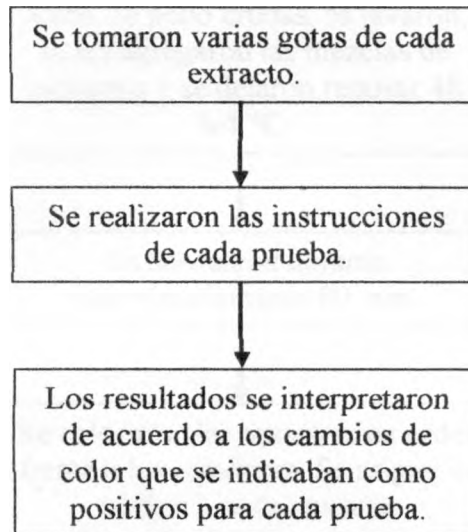 Se tomaron varias gotas de cada
extracto.
Se realizaron las instrucciones
de cada prueba.
Los resultados se interpretaron
de acuerdo a los cambios de
color que se indicaban como
positivos para cada prueba.